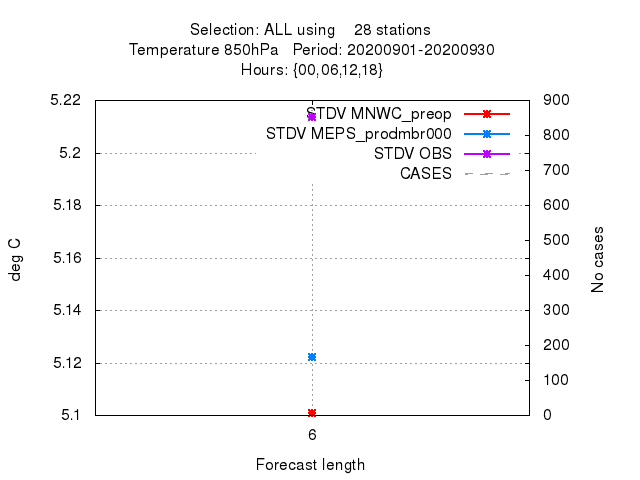 Selection: ALL using 28 stations
Temperature 850hPa Period: 20200901-20200930
Hours: {00,06,12,18}
5.22
5.2
5.18
5.16
5.14
5.12
5.1
deg C
STDV MNWC_preop
STDV MEPS_prodmbr000
STDV OBS
CASES
900
800
700
600
500
400
300
200
100
0
No cases
6
Forecast length